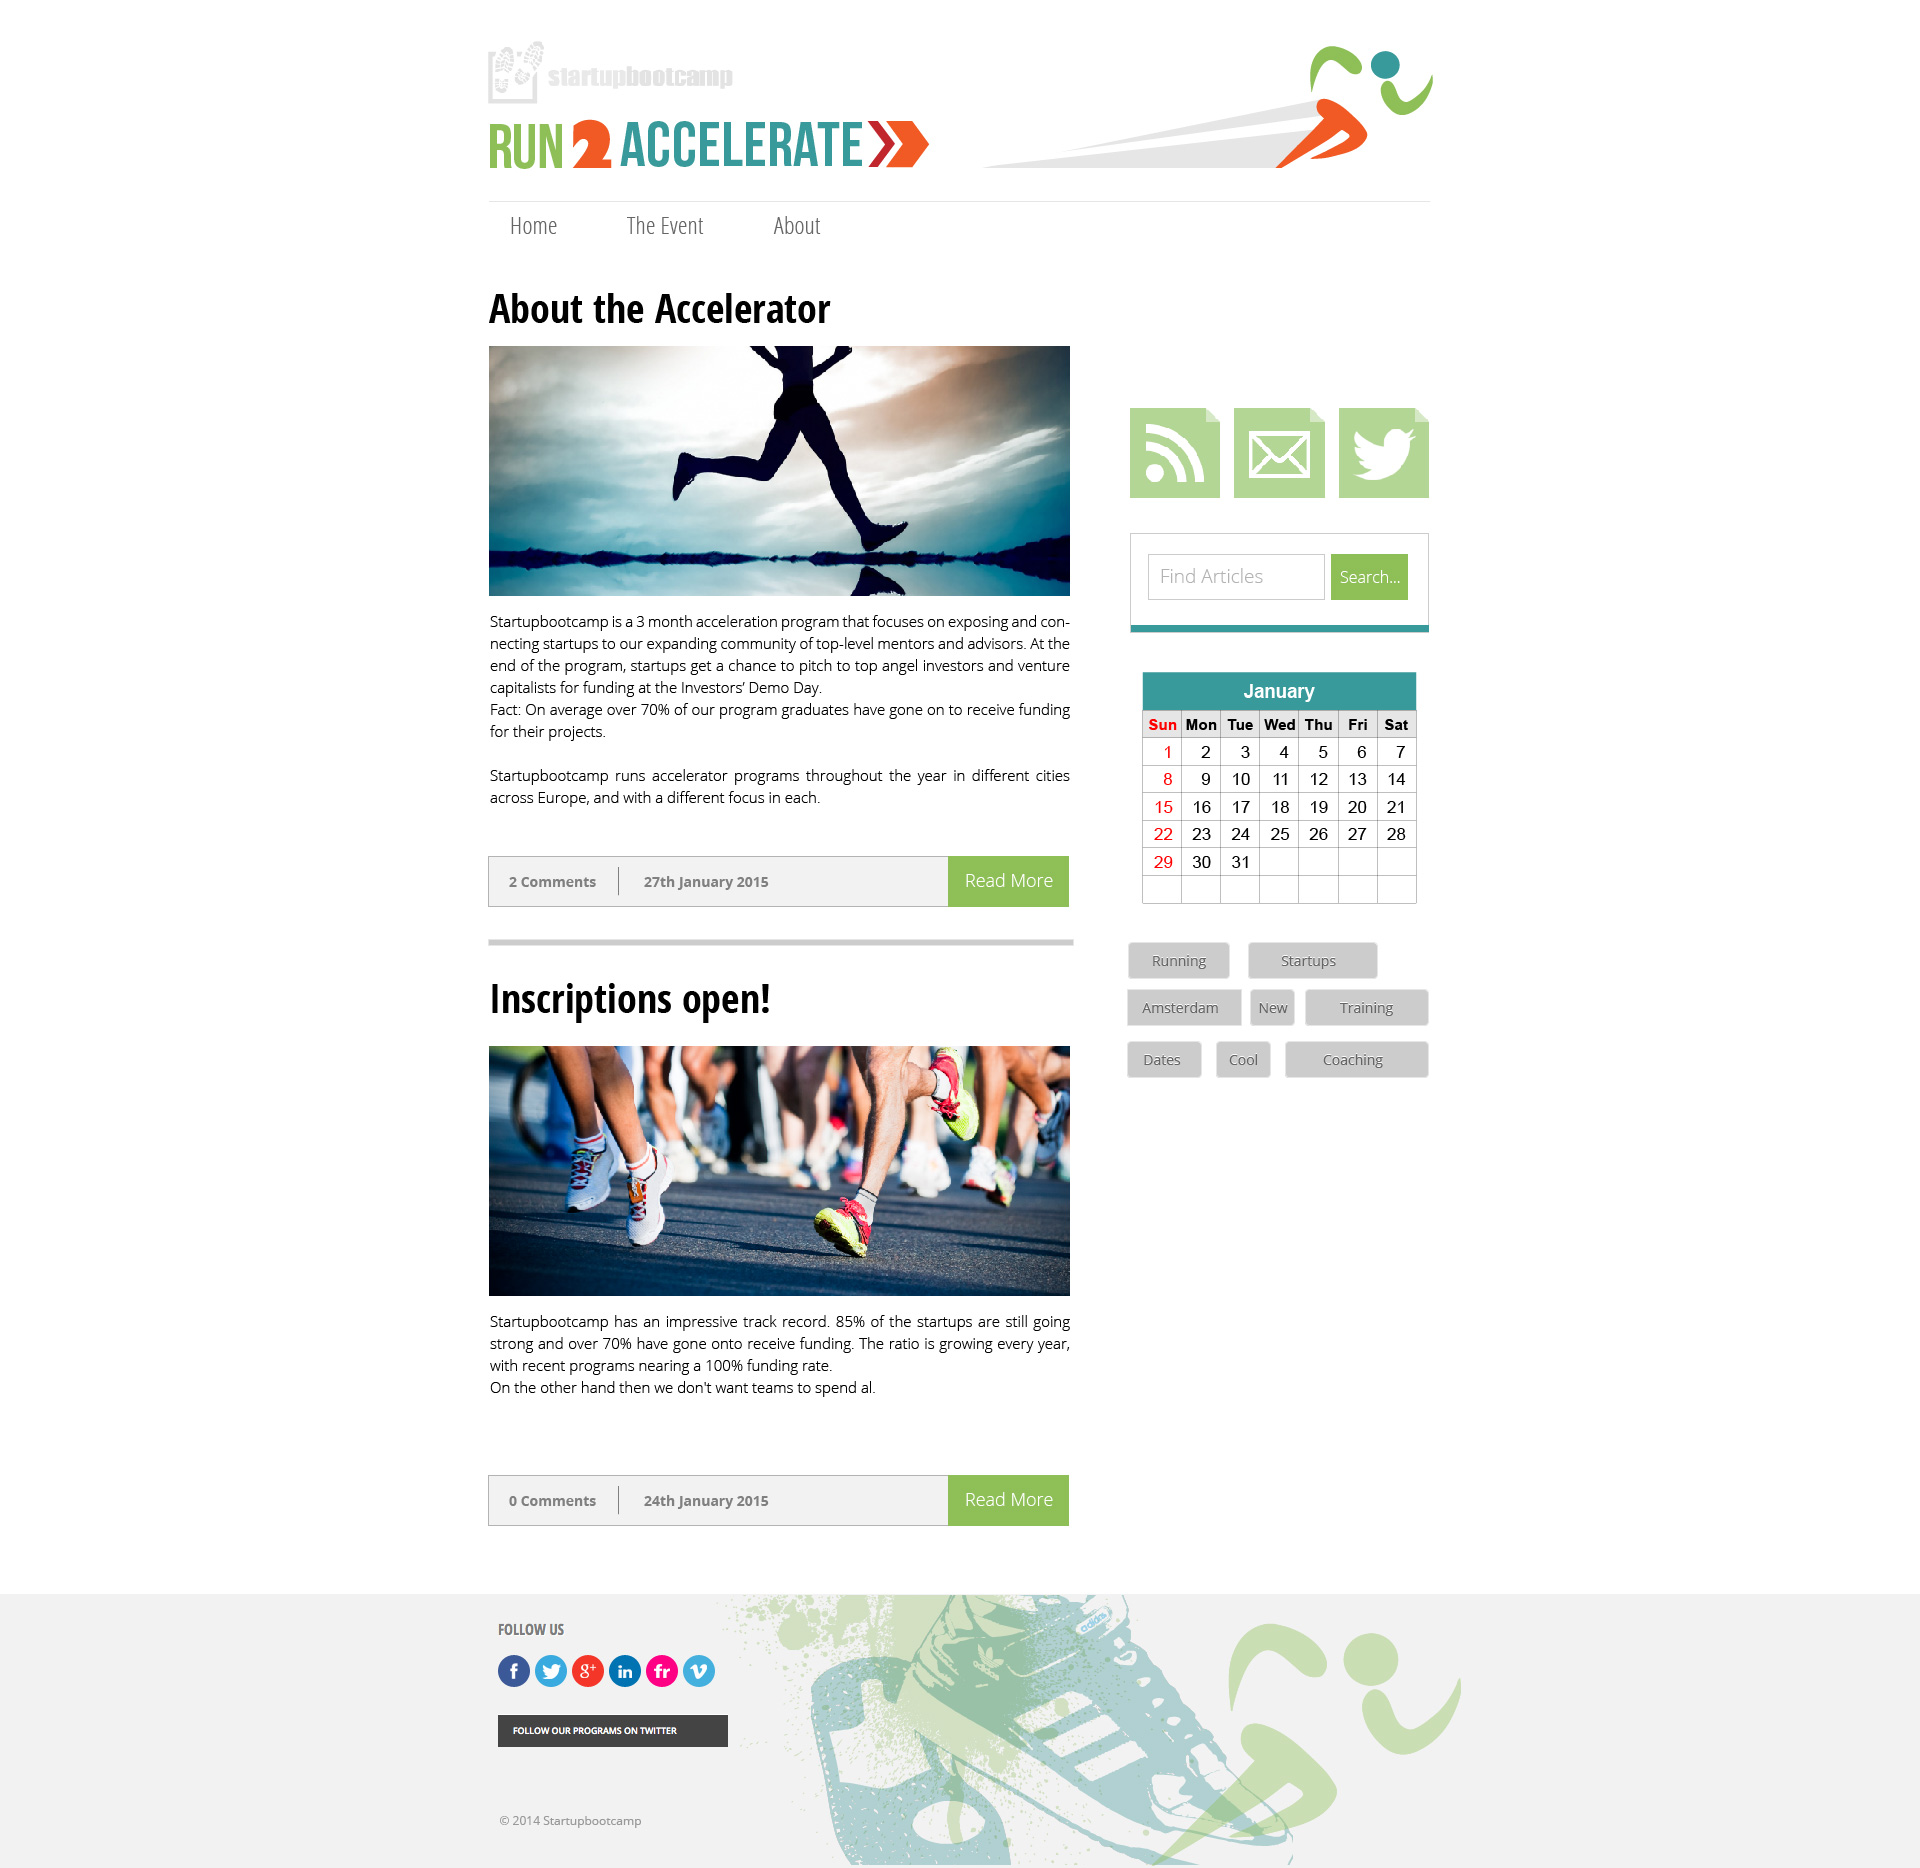 startupbootcamp
RUN 2 ACCELERATE
Home The Event About
About the Accelerator
Startupbootcamp is a 3 month acceleration program that focuses on exposing and con-
necting startups to our expanding community of top-level mentors and advisors. At the
end of the program, startups get a chance to pitch to top angel investors and venture
capitalists for funding at the Investors’ Demo Day.
Fact: On average over 70% of our program graduates have gone on to receive funding
for their projects.
Startupbootcamp runs accelerator programs throughout the year in different cities
across Europe, and with a different focus in each.
2 Comments 27th January 2015 Read More
Inscriptions open!
Startupbootcamp has an impressive track record. 85% of the startups are still going
strong and over 70% have gone onto receive funding. The ratio is growing every year,
with recent programs nearing a 100% funding rate.
On the other hand then we don't want teams to spend al.
0 Comments 24th January 2015 Read More
Find Articles Search...
January
Sun Mon Tue Wed Thu Fri Sat
1 2 3 4 5 6 7
8 9 10 11 12 13 14
15 16 17 18 19 20 21
22 23 24 25 26 27 28
29 30 31
Running Startups
Amsterdam New Training
Dates Cool Coaching
FOLLOW US
f g+ in fr v
FOLLOW OUR PROGRAMS ON TWITTER
© 2014 Startupbootcamp
adidas